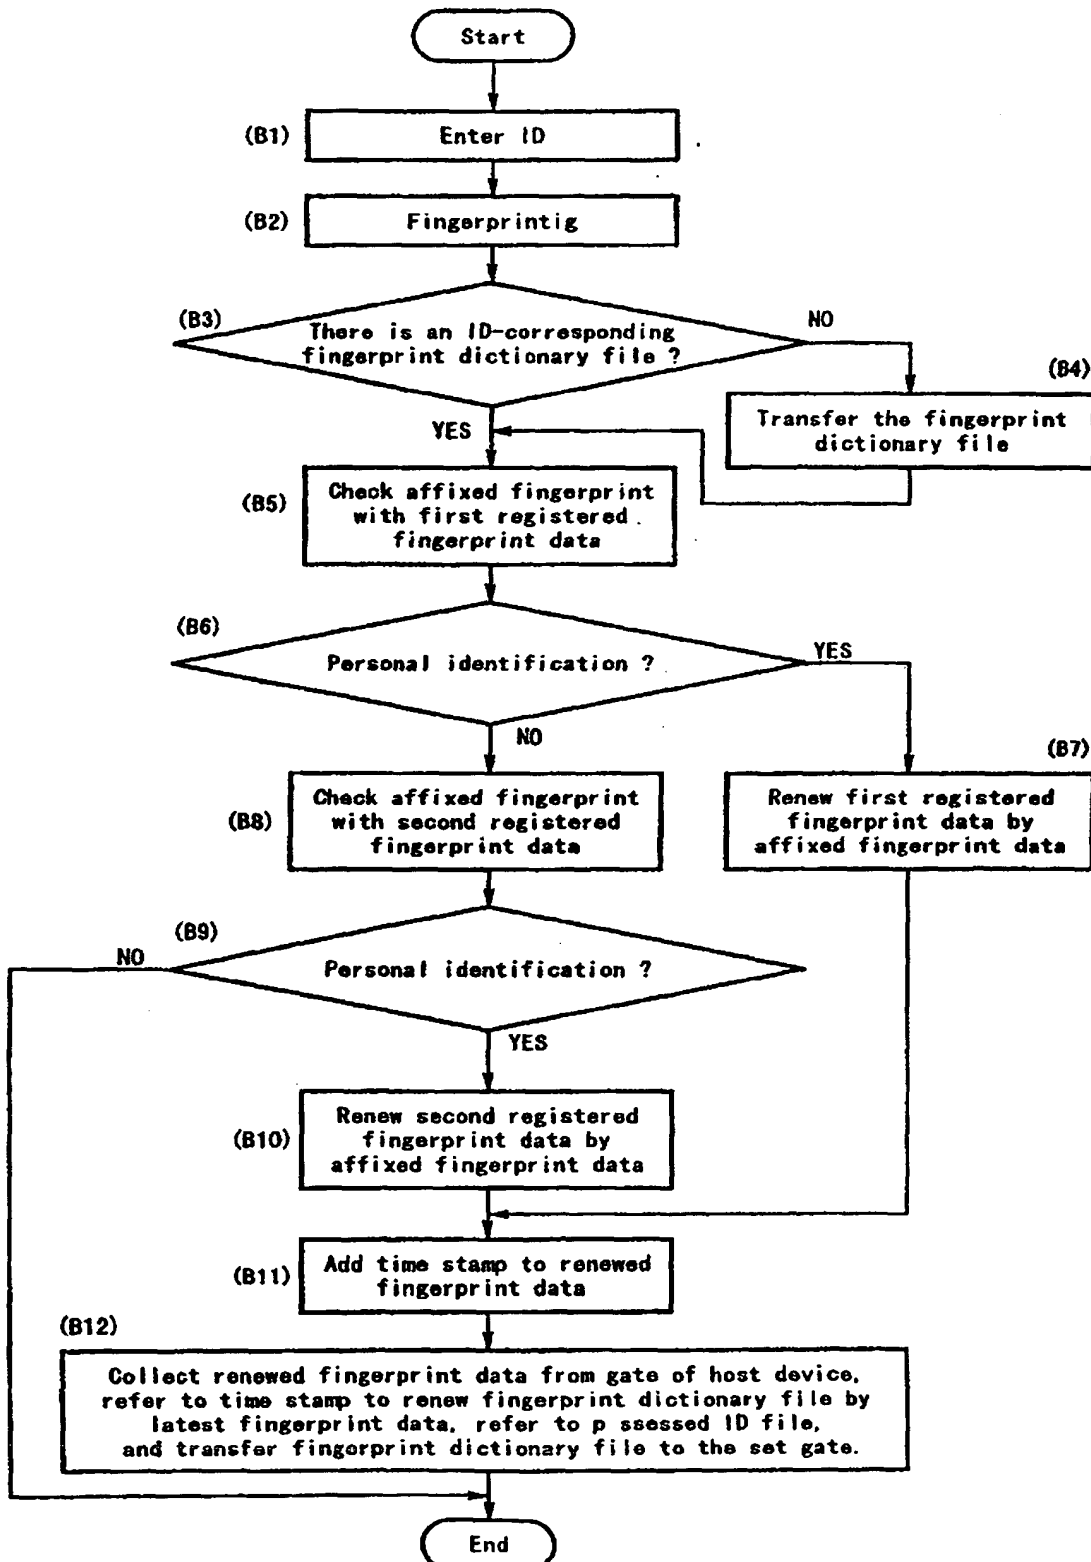 Start
(B1)
Enter ID
(B2)
Fingerprintig
(B3)
There is an ID-corresponding
fingerprint dictionary file ?
NO
(B4)
Transfer the fingerprint
dictionary file
YES
(B5)
Check affixed fingerprint
with first registered
fingerprint data
(B6)
Personal identification ?
YES
NO
(B7)
Renew first registered
fingerprint data by
affixed fingerprint data
(B8)
Check affixed fingerprint
with second registered
fingerprint data
(B9)
NO
Personal identification ?
YES
(B10)
Renew second registered
fingerprint data by
affixed fingerprint data
(B11)
Add time stamp to renewed
fingerprint data
(B12)
Collect renewed fingerprint data from gate of host device,
refer to time stamp to renew fingerprint dictionary file by
latest fingerprint data, refer to p ssessed ID file,
and transfer fingerprint dictionary file to the set gate.
End